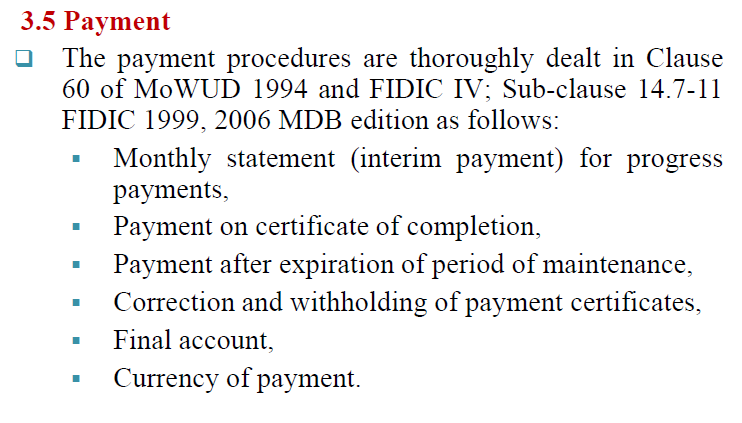 3.5 Payment
❑ The payment procedures are thoroughly dealt in Clause
60 of MoWUD 1994 and FIDIC IV; Sub-clause 14.7-11
FIDIC 1999, 2006 MDB edition as follows:
▪ Monthly statement (interim payment) for progress
payments,
▪ Payment on certificate of completion,
▪ Payment after expiration of period of maintenance,
▪ Correction and withholding of payment certificates,
▪ Final account,
▪ Currency of payment.